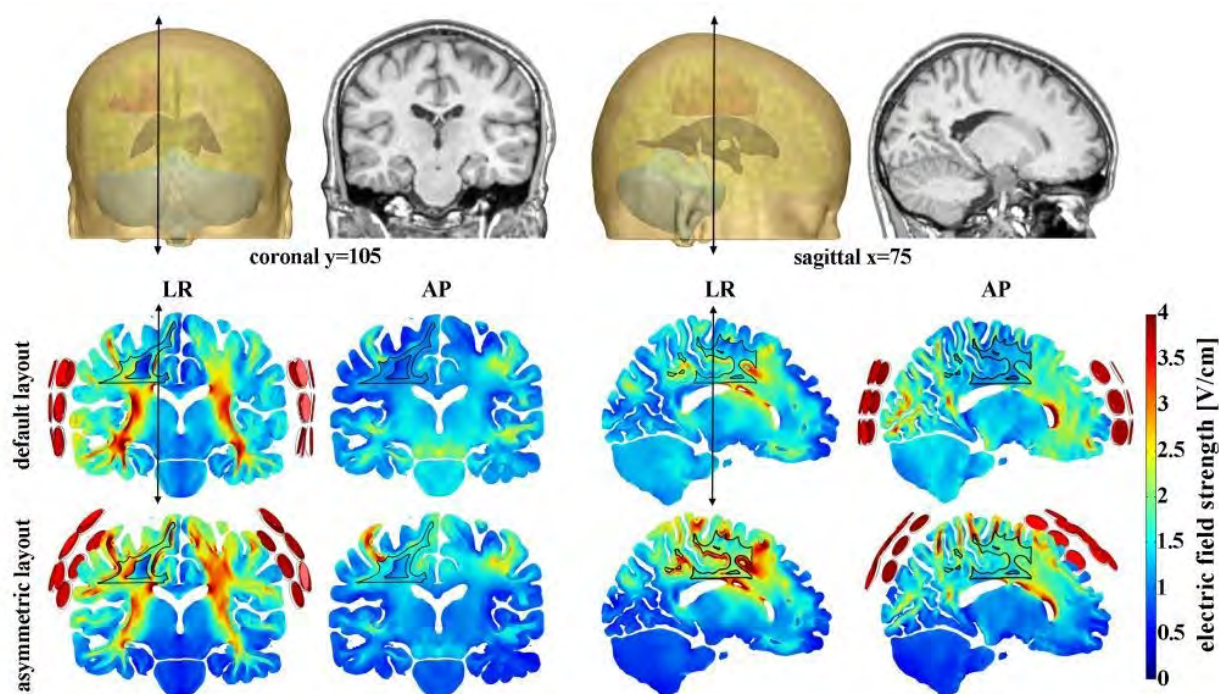 coronal y=105
sagittal x=75
LR
AP
LR
AP
default layout
asymmetric layout
4
3.5
3
2.5
2
1.5
1
0.5
0
electric field strength [V/cm]